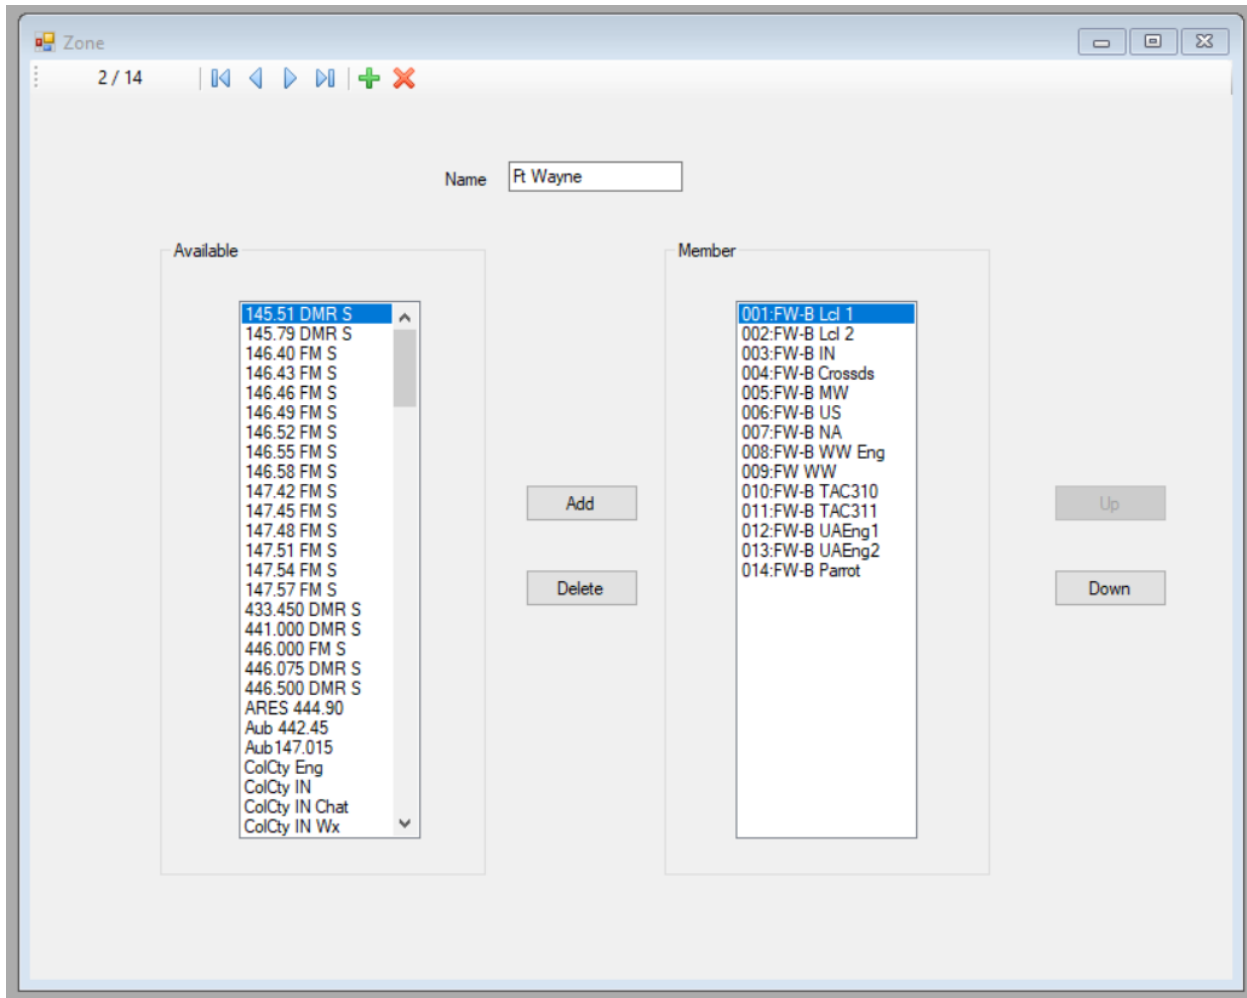 Zone
2 / 14
Name Ft Wayne
Available
Member
145.51 DMR S
145.79 DMR S
146.40 FM S
146.43 FM S
146.46 FM S
146.49 FM S
146.52 FM S
146.55 FM S
146.58 FM S
147.42 FM S
147.45 FM S
147.48 FM S
147.51 FM S
147.54 FM S
147.57 FM S
433.450 DMR S
441.000 DMR S
446.000 FM S
446.075 DMR S
446.500 DMR S
ARES 444.90
Aub 442.45
Aub147.015
ColCty Eng
ColCty IN
ColCty IN Chat
ColCty IN Wx
Add
Delete
001:FW-B Lcl 1
002:FW-B Lcl 2
003:FW-B IN
004:FW-B Crossds
005:FW-B MW
006:FW-B US
007:FW-B NA
008:FW-B WW Eng
009:FW WW
010:FW-B TAC310
011:FW-B TAC311
012:FW-B UAEng1
013:FW-B UAEng2
014:FW-B Parrot
Up
Down